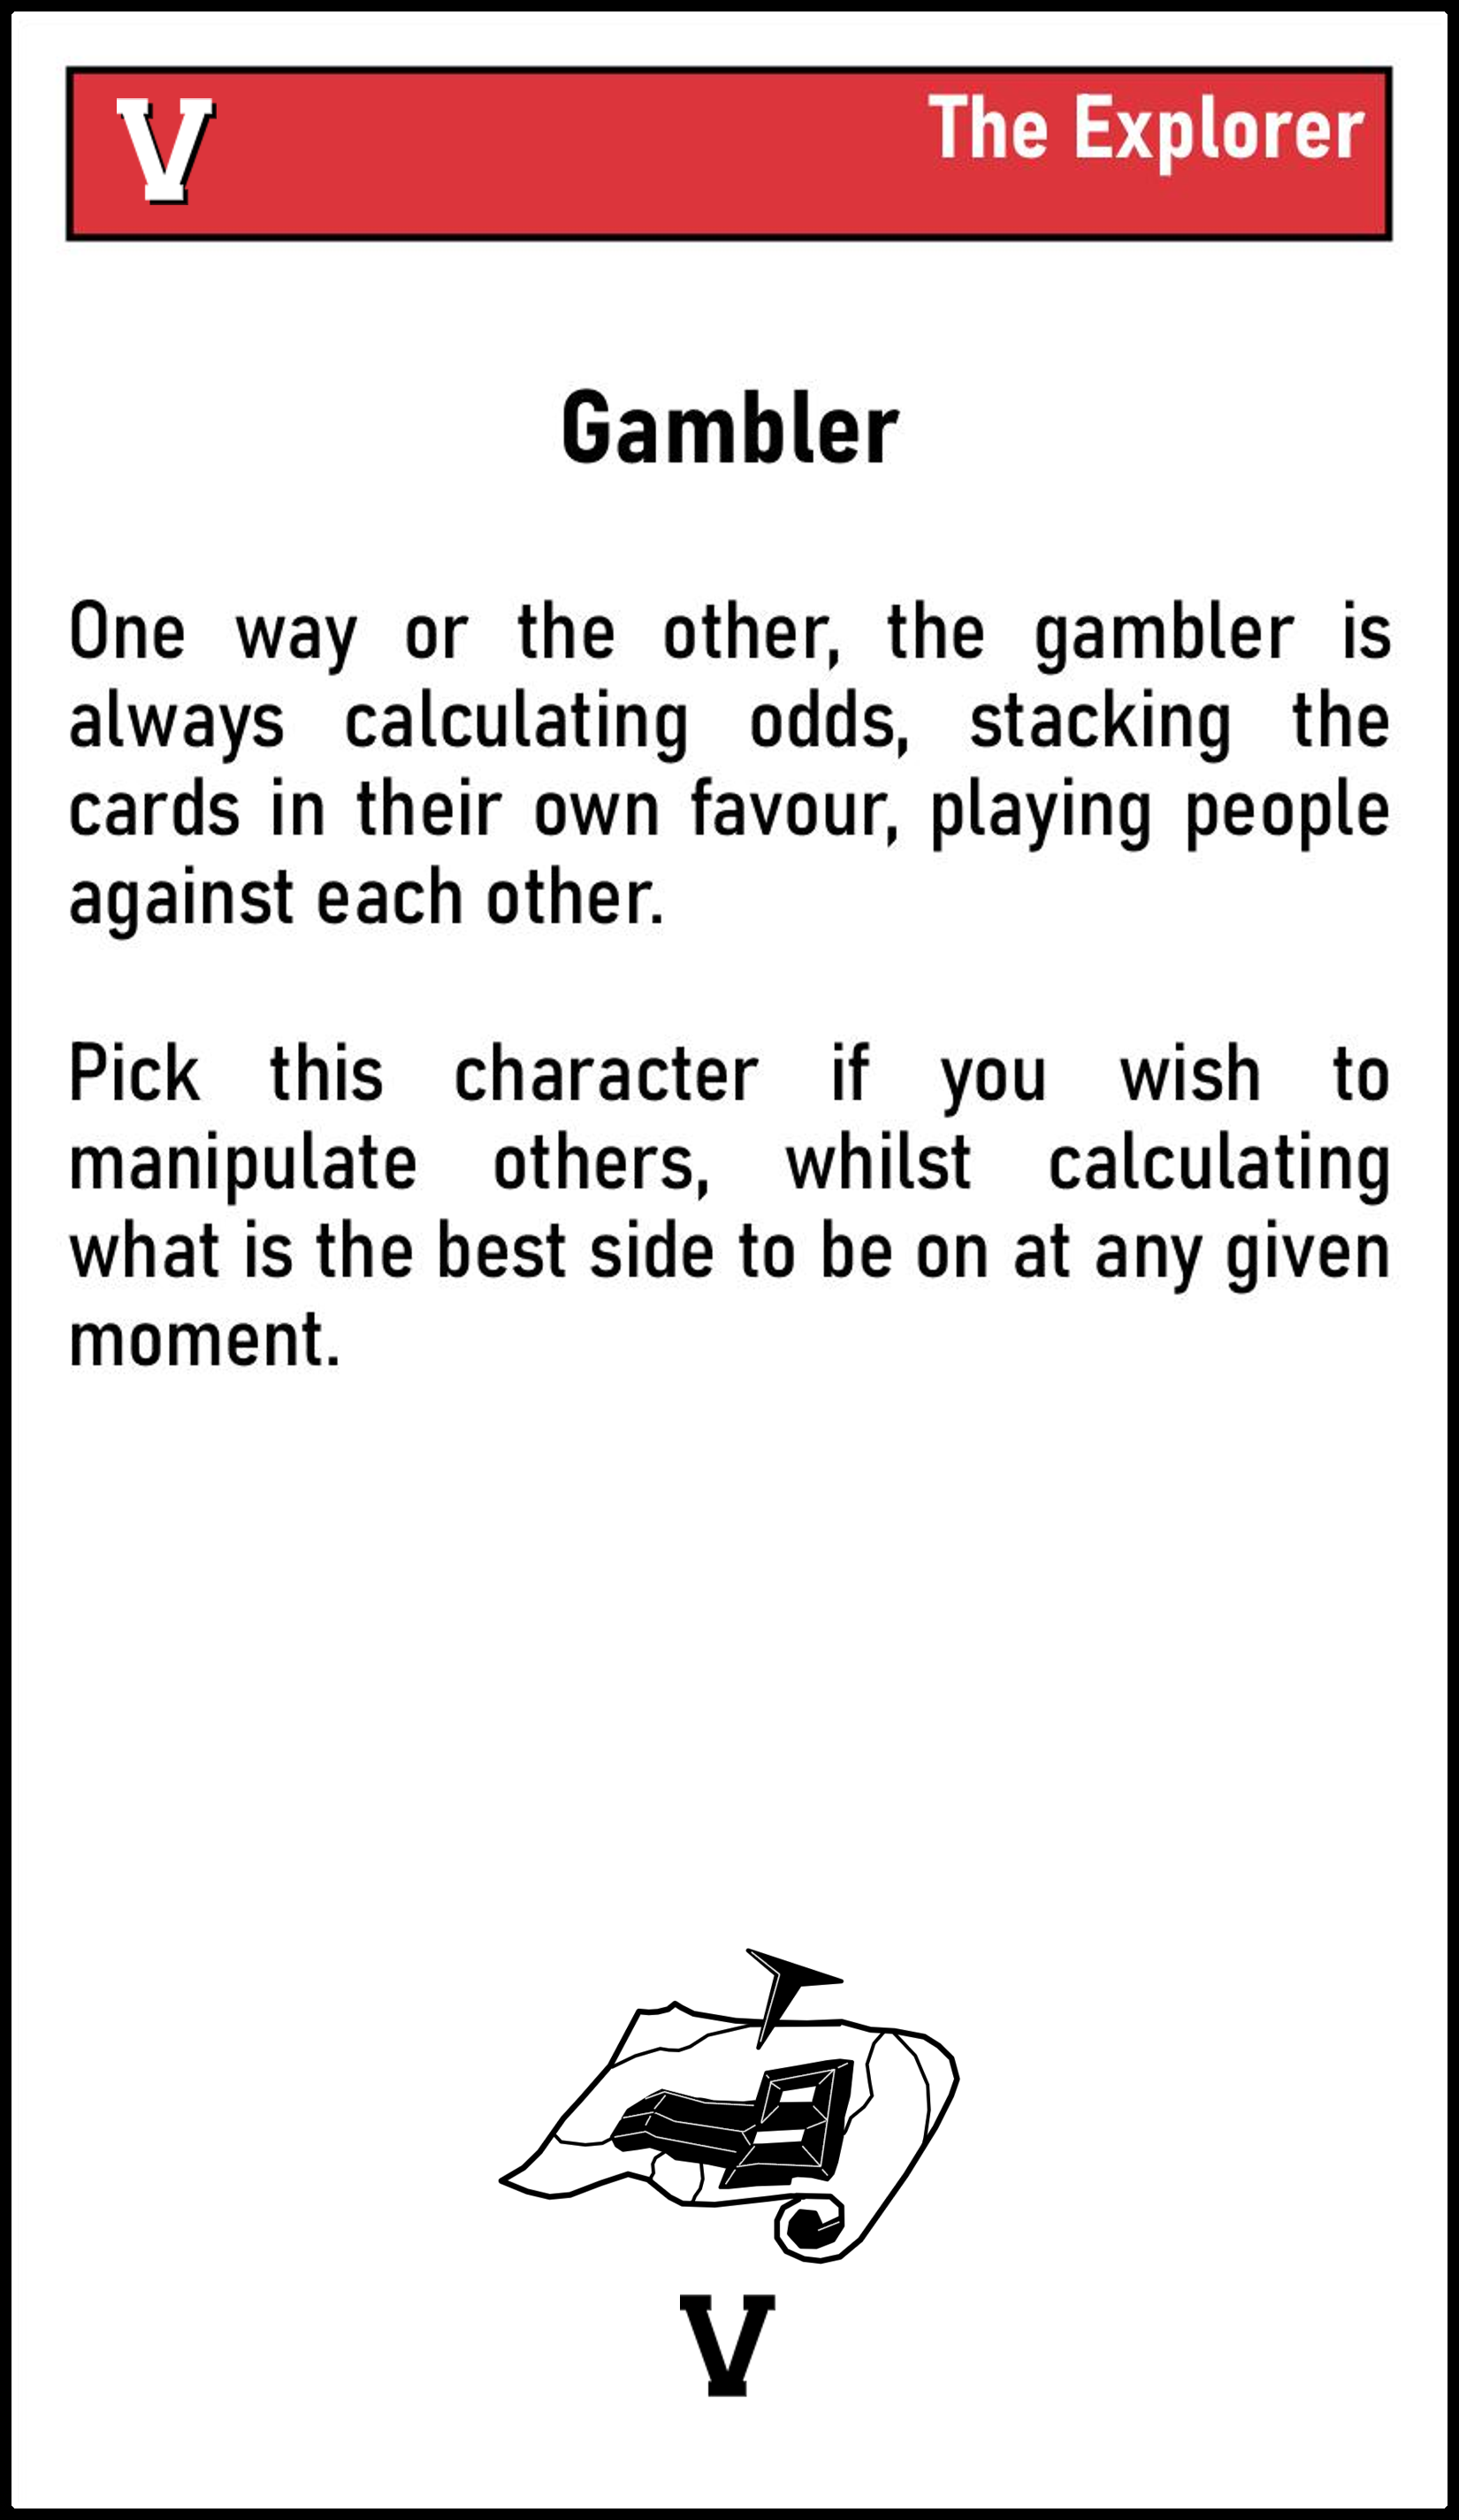 V
The Explorer
Gambler
One way or the other, the gambler is
always calculating odds, stacking the
cards in their own favour, playing people
against each other.
Pick this character if you wish to
manipulate others, whilst calculating
what is the best side to be on at any given
moment.
V